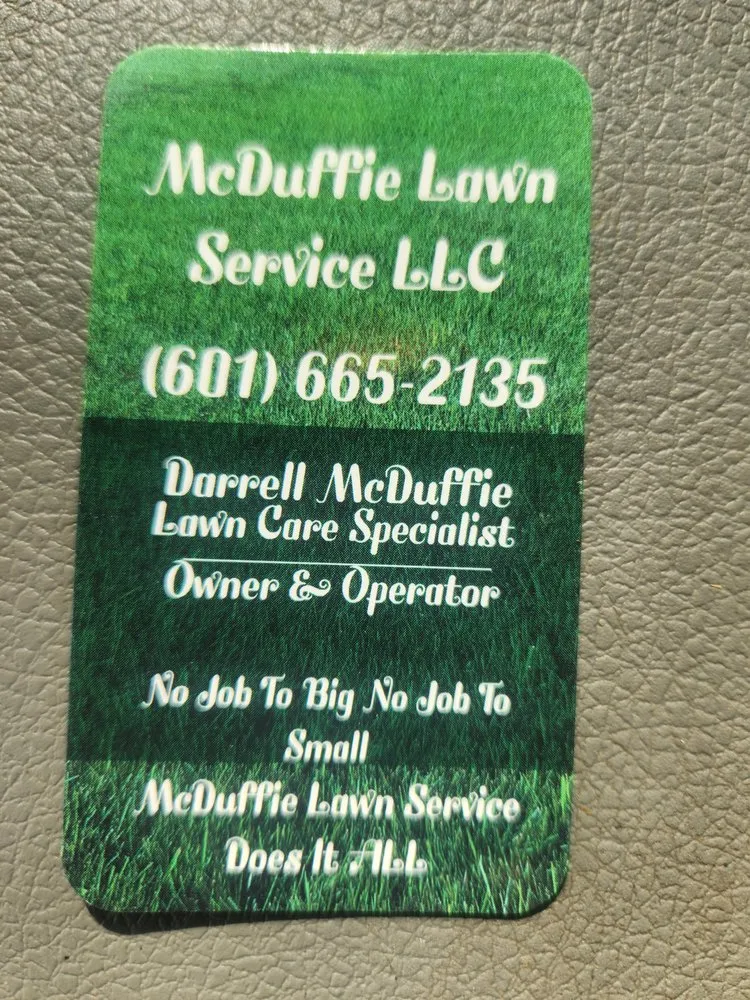 McDuffie Lawn
Service LLC
(601) 665-2135
Darrell McDuffie
Lawn Care Specialist
Owner & Operator
No Job To Big No Job To
Small
McDuffie Lawn Service
Does It ALL